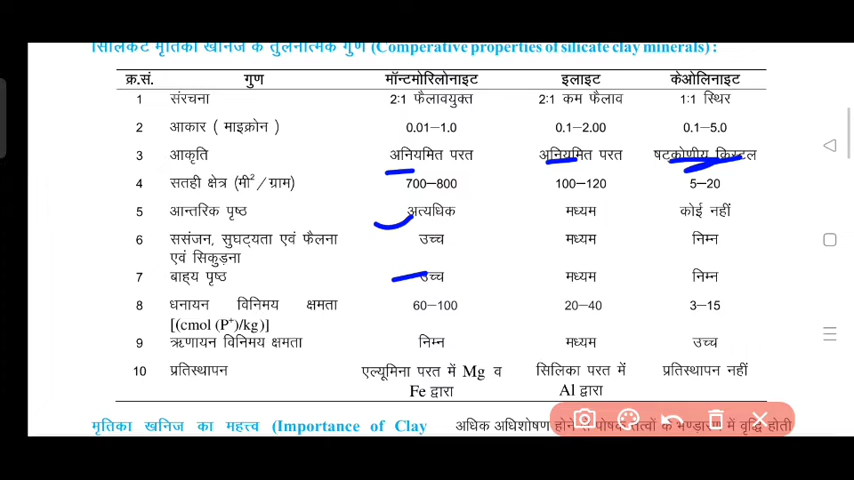 सिलिकेट मृतिका खनिज के तुलनात्मक गुण (Comperative properties of silicate clay minerals) :
क्र.सं. गुण मॉन्टमोरिलोनाइट इलाइट केओलिनाइट
1 संरचना 2:1 फैलावयुक्त 2:1 कम फैलाव 1:1 स्थिर
2 आकार ( माइक्रोन ) 0.01–1.0 0.1–2.00 0.1–5.0
3 आकृति अनियमित परत अनियमित परत षटकोणीय क्रिस्टल
4 सतही क्षेत्र (मी²/ग्राम) 700–800 100–120 5–20
5 आन्तरिक पृष्ठ अत्यधिक मध्यम कोई नहीं
6 ससंजन, सुघट्यता एवं फैलना उच्च मध्यम निम्न
एवं सिकुड़ना
7 बाह्य पृष्ठ उच्च मध्यम निम्न
8 धनायन विनिमय क्षमता 60–100 20–40 3–15
[(cmol (P⁺)/kg)]
9 ऋणायन विनिमय क्षमता निम्न मध्यम उच्च
10 प्रतिस्थापन एल्यूमिना परत में Mg व सिलिका परत में प्रतिस्थापन नहीं
Fe द्वारा Al द्वारा
मृतिका खनिज का महत्त्व (Importance of Clay अधिक अधिशोषण होने से पोषक तत्वों के भण्डारण में वृद्धि होती